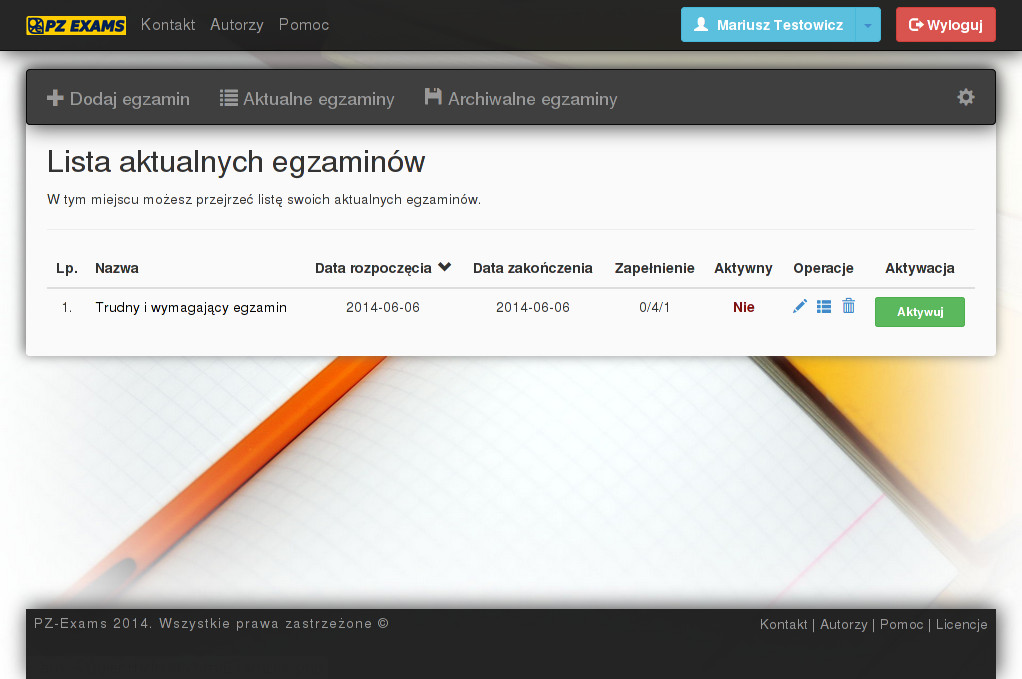 PZ EXAMS Kontakt Autorzy Pomoc Mariusz Testowicz Wyloguj
Dodaj egzamin Aktualne egzaminy Archiwalne egzaminy
Lista aktualnych egzaminów
W tym miejscu możesz przejrzeć listę swoich aktualnych egzaminów.
Lp. Nazwa Data rozpoczęcia Data zakończenia Zapełnienie Aktywny Operacje Aktywacja
1. Trudny i wymagający egzamin 2014-06-06 2014-06-06 0/4/1 Nie Aktywuj
PZ-Exams 2014. Wszystkie prawa zastrzeżone © Kontakt | Autorzy | Pomoc | Licencje